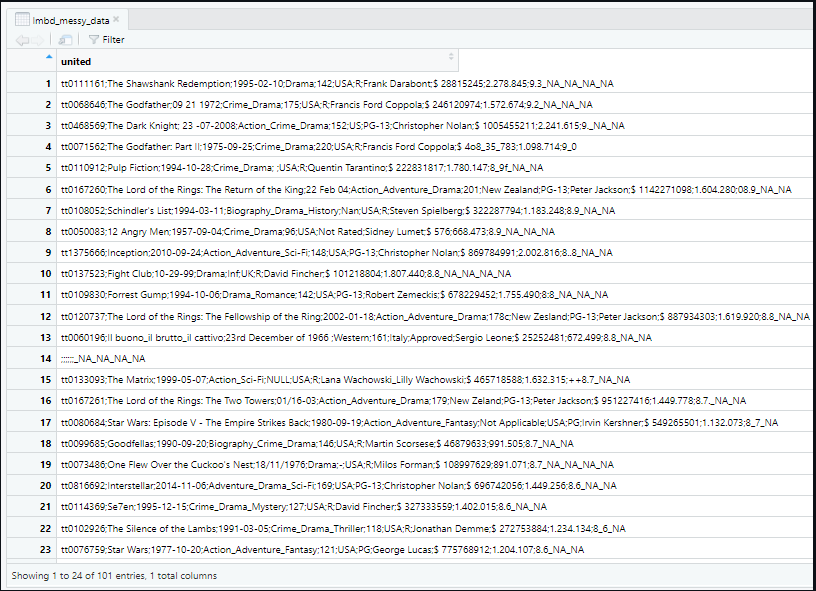 lmbd_messy_data ×
Filter
united
1 tt0111161;The Shawshank Redemption;1995-02-10;Drama;142;USA;R;Frank Darabont;$ 28815245;2.278.845;9.3_NA_NA_NA_NA
2 tt0068646;The Godfather;09 21 1972;Crime_Drama;175;USA;R;Francis Ford Coppola;$ 246120974;1.572.674;9.2_NA_NA_NA
3 tt0468569;The Dark Knight; 23 -07-2008;Action_Crime_Drama;152;US;PG-13;Christopher Nolan;$ 1005455211;2.241.615;9._NA_NA
4 tt0071562;The Godfather: Part II;1975-09-25;Crime_Drama;220;USA;R;Francis Ford Coppola;$ 4o8_35_783;1.098.714;9_0
5 tt0110912;Pulp Fiction;1994-10-28;Crime_Drama; ;USA;R;Quentin Tarantino;$ 222831817;1.780.147;8_9f_NA_NA
6 tt0167260;The Lord of the Rings: The Return of the King;22 Feb 04;Action_Adventure_Drama;201;New Zealand;PG-13;Peter Jackson;$ 1142271098;1.604.280;08.9_NA_NA
7 tt0108052;Schindler's List;1994-03-11;Biography_Drama_History;Nan;USA;R;Steven Spielberg;$ 322287794;1.183.248;8.9_NA_NA
8 tt0050083;12 Angry Men;1957-09-04;Crime_Drama;96;USA;Not Rated;Sidney Lumet;$ 576;668.473;8.9_NA_NA_NA
9 tt1375666;Inception;2010-09-24;Action_Adventure_Sci-Fi;148;USA;PG-13;Christopher Nolan;$ 869784991;2.002.816;8..8_NA_NA
10 tt0137523;Fight Club;10-29-99;Drama;Inf;UK;R;David Fincher;$ 101218804;1.807.440;8.8_NA_NA_NA_NA
11 tt0109830;Forrest Gump;1994-10-06;Drama_Romance;142;USA;PG-13;Robert Zemeckis;$ 678229452;1.755.490;8:8_NA_NA_NA
12 tt0120737;The Lord of the Rings: The Fellowship of the Ring;2002-01-18;Action_Adventure_Drama;178c;New Zesland;PG-13;Peter Jackson;$ 887934303;1.619.920;8.8_NA_NA
13 tt0060196;Il buono_il brutto_il cattivo;23rd December of 1966 ;Western;161;Italy;Approved;Sergio Leone;$ 25252481;672.499;8.8_NA_NA
14 ;;;;;;;_NA_NA_NA_NA
15 tt0133093;The Matrix;1999-05-07;Action_Sci-Fi;NULL;USA;R;Lana Wachowski_Lilly Wachowski;$ 465718588;1.632.315;++8.7_NA_NA
16 tt0167261;The Lord of the Rings: The Two Towers;01/16-03;Action_Adventure_Drama;179;New Zeland;PG-13;Peter Jackson;$ 951227416;1.449.778;8.7._NA_NA
17 tt0080684;Star Wars: Episode V - The Empire Strikes Back;1980-09-19;Action_Adventure_Fantasy;Not Applicable;USA;PG;Irvin Kershner;$ 549265501;1.132.073;8_7_NA
18 tt0099685;Goodfellas;1990-09-20;Biography_Crime_Drama;146;USA;R;Martin Scorsese;$ 46879633;991.505;8.7_NA_NA
19 tt0073486;One Flew Over the Cuckoo's Nest;18/11/1976;Drama;-;USA;R;Milos Forman;$ 108997629;891.071;8.7_NA_NA_NA_NA
20 tt0816692;Interstellar;2014-11-06;Adventure_Drama_Sci-Fi;169;USA;PG-13;Christopher Nolan;$ 696742056;1.449.256;8.6_NA_NA
21 tt0114369;Se7en;1995-12-15;Crime_Drama_Mystery;127;USA;R;David Fincher;$ 327333559;1.402.015;8.6_NA_NA
22 tt0102926;The Silence of the Lambs;1991-03-05;Crime_Drama_Thriller;118;USA;R;Jonathan Demme;$ 272753884;1.234.134;8_6_NA
23 tt0076759;Star Wars;1977-10-20;Action_Adventure_Fantasy;121;USA;PG;George Lucas;$ 775768912;1.204.107;8.6_NA_NA
Showing 1 to 24 of 101 entries, 1 total columns